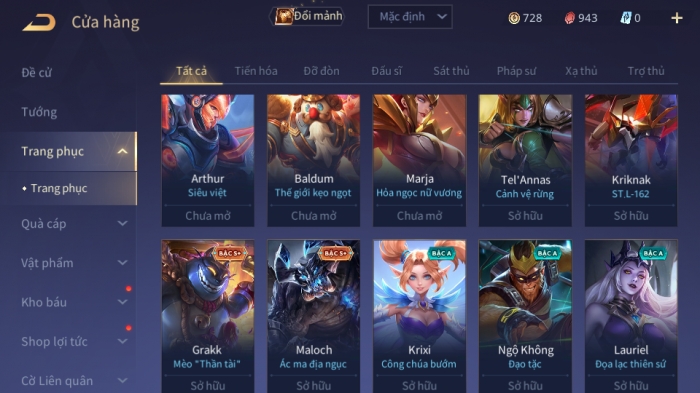 Cửa hàng
Đổi mảnh
Mặc định
728
943
0
Đề cử
Tướng
Trang phục
Trang phục
Quà cáp
Vật phẩm
Kho báu
Shop lợi tức
Cờ Liên quân
Tất cả Tiến hóa Đỡ đòn Đấu sĩ Sát thủ Pháp sư Xạ thủ Trợ thủ
Arthur
Siêu việt
Chưa mở
Baldum
Thế giới kẹo ngọt
Chưa mở
Marja
Hỏa ngọc nữ vương
Chưa mở
Tel'Annas
Cảnh vệ rừng
Sở hữu
Kriknak
ST.L-162
Sở hữu
BẬC S+
Grakk
Mèo "Thần tài"
Sở hữu
BẬC S+
Maloch
Ác ma địa ngục
Sở hữu
BẬC A
Krixi
Công chúa bướm
Sở hữu
BẬC A
Ngộ Không
Đạo tặc
Sở hữu
BẬC A
Lauriel
Đọa lạc thiên sứ
Sở hữu